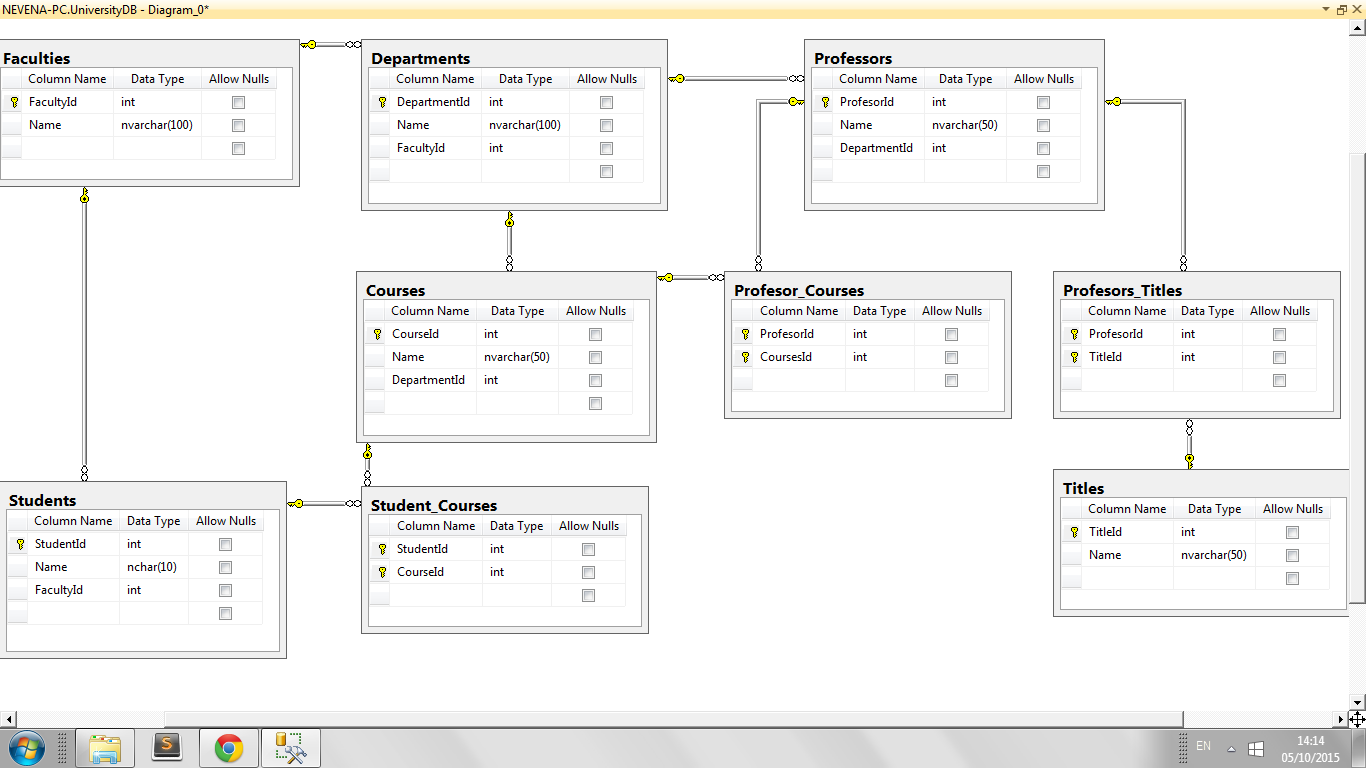 NEVENA-PC.UniversityDB - Diagram_0*
Faculties
Column Name Data Type Allow Nulls
FacultyId int
Name nvarchar(100)
Departments
Column Name Data Type Allow Nulls
DepartmentId int
Name nvarchar(100)
FacultyId int
Professors
Column Name Data Type Allow Nulls
ProfesorId int
Name nvarchar(50)
DepartmentId int
Courses
Column Name Data Type Allow Nulls
CourseId int
Name nvarchar(50)
DepartmentId int
Profesor_Courses
Column Name Data Type Allow Nulls
ProfesorId int
CoursesId int
Profesors_Titles
Column Name Data Type Allow Nulls
ProfesorId int
TitleId int
Students
Column Name Data Type Allow Nulls
StudentId int
Name nchar(10)
FacultyId int
Student_Courses
Column Name Data Type Allow Nulls
StudentId int
CourseId int
Titles
Column Name Data Type Allow Nulls
TitleId int
Name nvarchar(50)
S
EN
14:14
05/10/2015